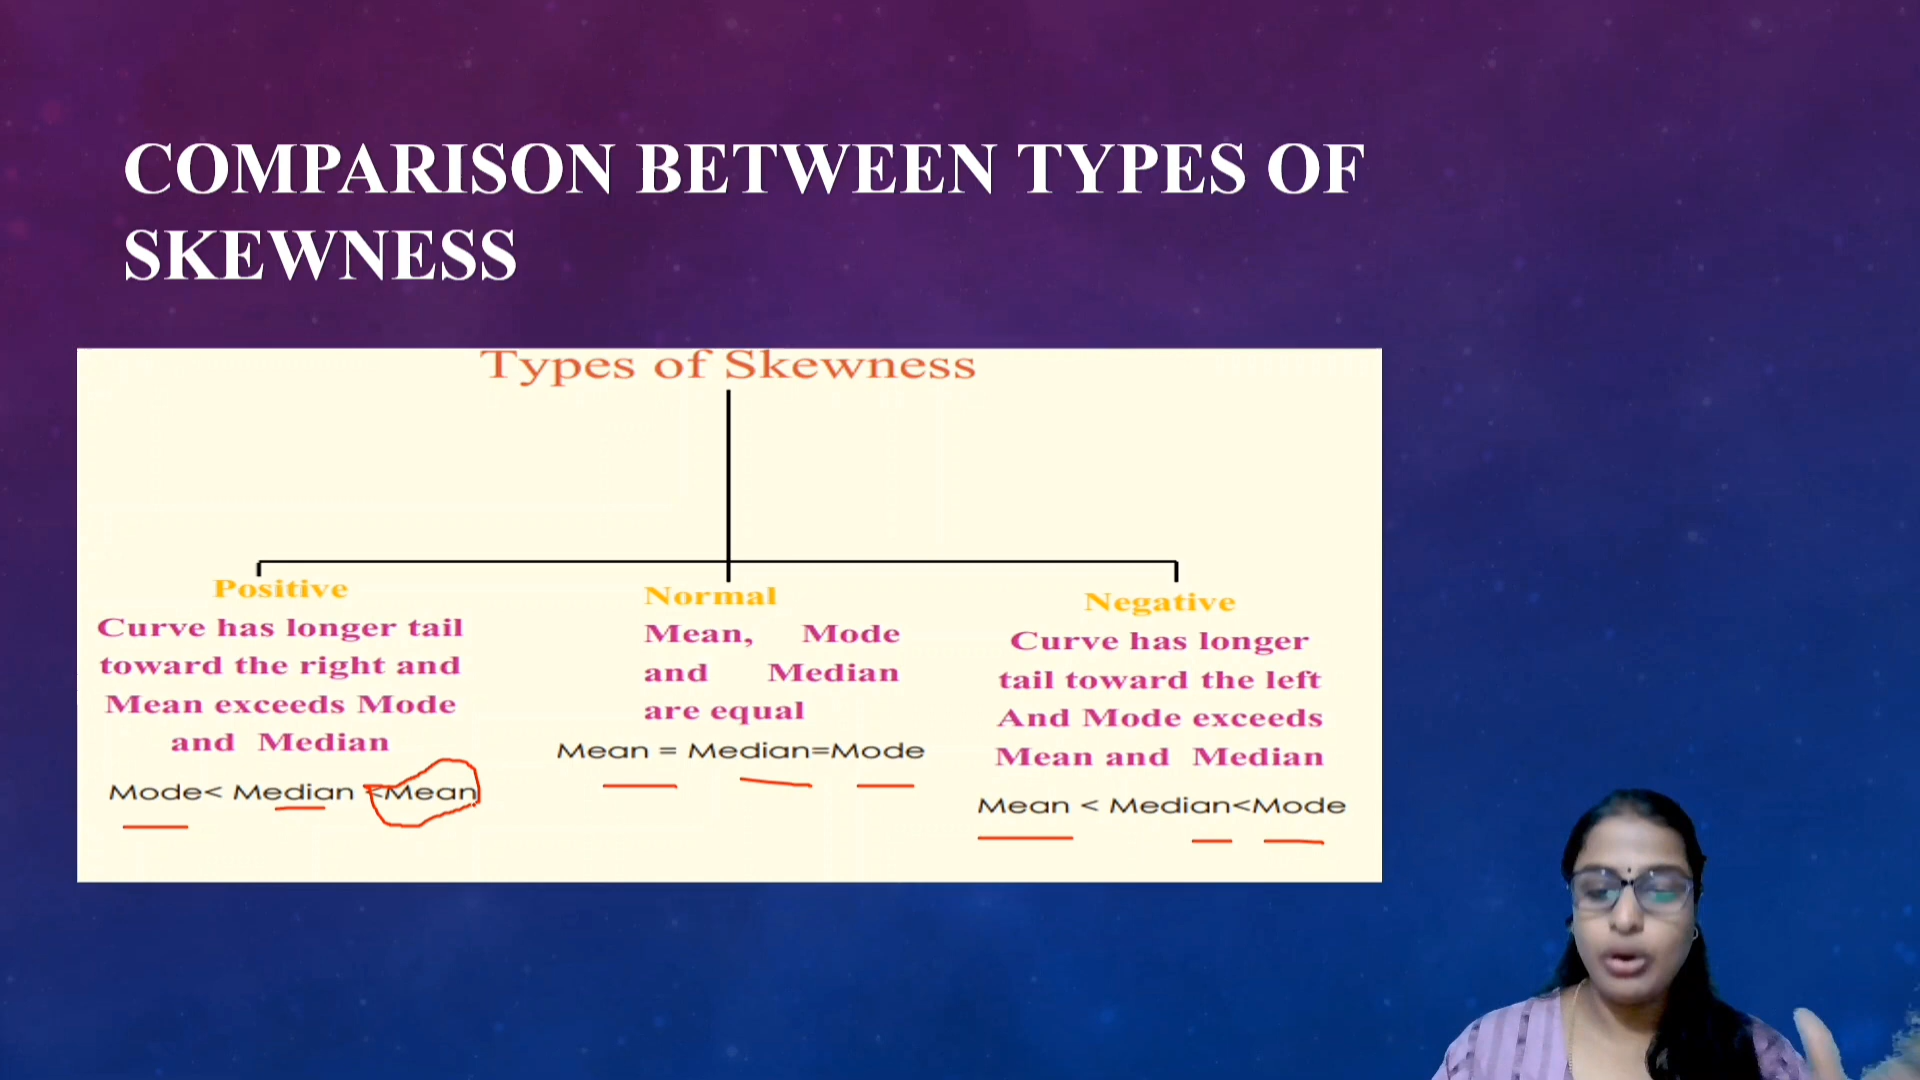 COMPARISON BETWEEN TYPES OF
SKEWNESS
Types of Skewness
Positive
Curve has longer tail
toward the right and
Mean exceeds Mode
and Median
Mode< Median <Mean
Normal
Mean, Mode
and Median
are equal
Mean = Median=Mode
Negative
Curve has longer
tail toward the left
And Mode exceeds
Mean and Median
Mean < Median<Mode